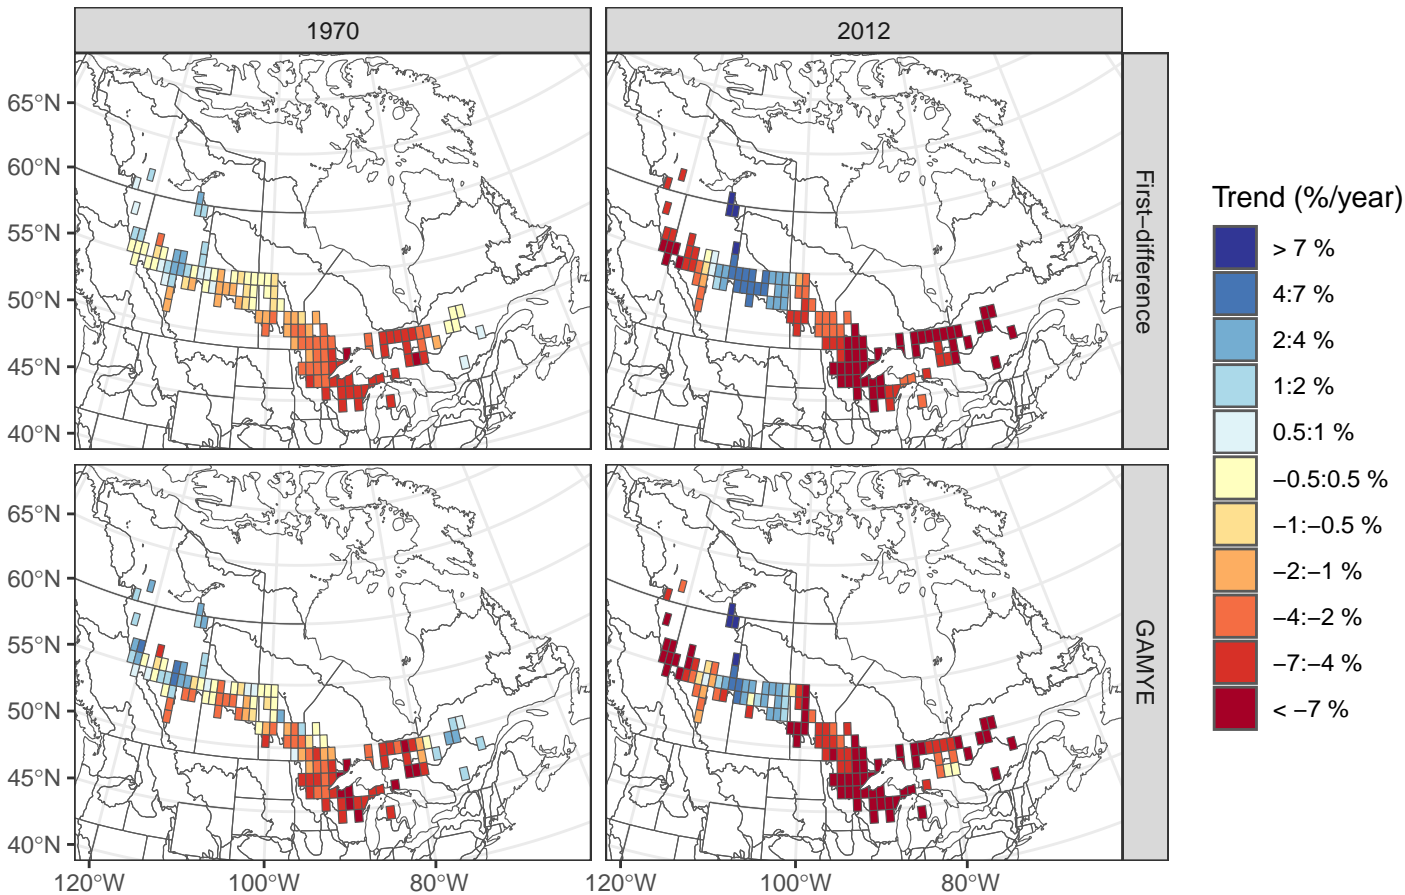 1970
2012
65°N
60°N
55°N
50°N
45°N
40°N
First−difference
65°N
60°N
55°N
50°N
45°N
40°N
GAMYE
120°W
100°W
80°W
120°W
100°W
80°W
Trend (%/year)
> 7 %
4:7 %
2:4 %
1:2 %
0.5:1 %
−0.5:0.5 %
−1:−0.5 %
−2:−1 %
−4:−2 %
−7:−4 %
< −7 %